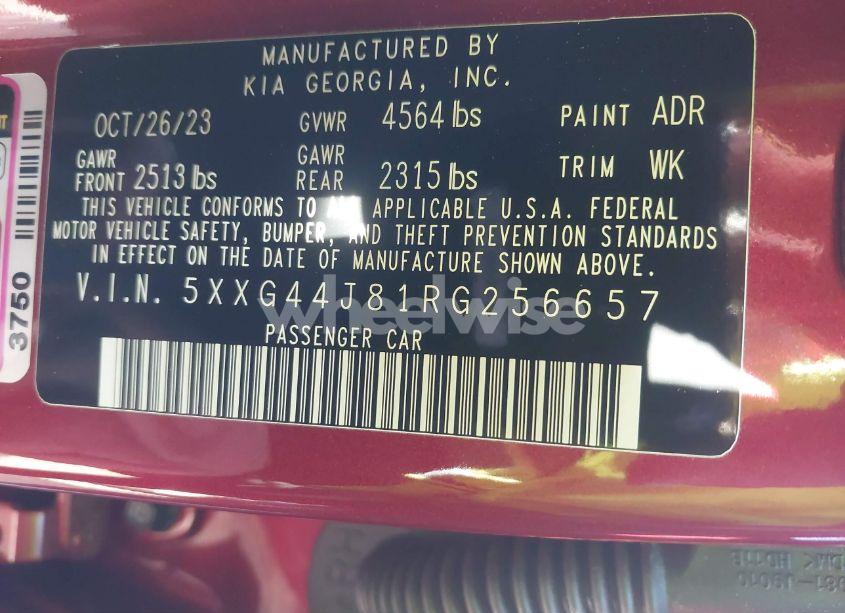 MANUFACTURED BY
KIA GEORGIA, INC.
OCT/26/23 GVWR 4564 lbs PAINT ADR
GAWR FRONT 2513 lbs GAWR REAR 2315 lbs TRIM WK
THIS VEHICLE CONFORMS TO ALL APPLICABLE U.S.A. FEDERAL
MOTOR VEHICLE SAFETY, BUMPER, AND THEFT PREVENTION STANDARDS
IN EFFECT ON THE DATE OF MANUFACTURE SHOWN ABOVE.
V.I.N. 5XXG44J81RG256657
PASSENGER CAR
wheelwise
3750